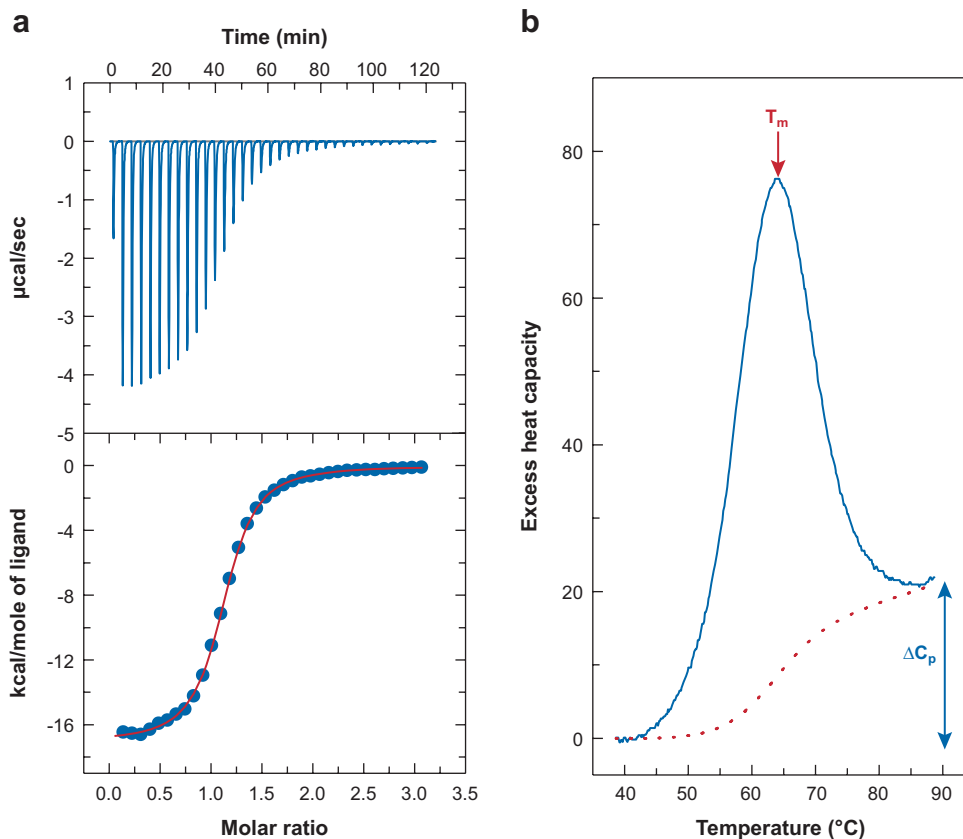 a
Time (min)
0 20 40 60 80 100 120
1
0
-1
-2
-3
-4
-5
µcal/sec
0
-4
-8
-12
-16
kcal/mole of ligand
0.0 0.5 1.0 1.5 2.0 2.5 3.0 3.5
Molar ratio
b
Tm
80
60
40
20
0
Excess heat capacity
ΔCp
40 50 60 70 80 90
Temperature (°C)